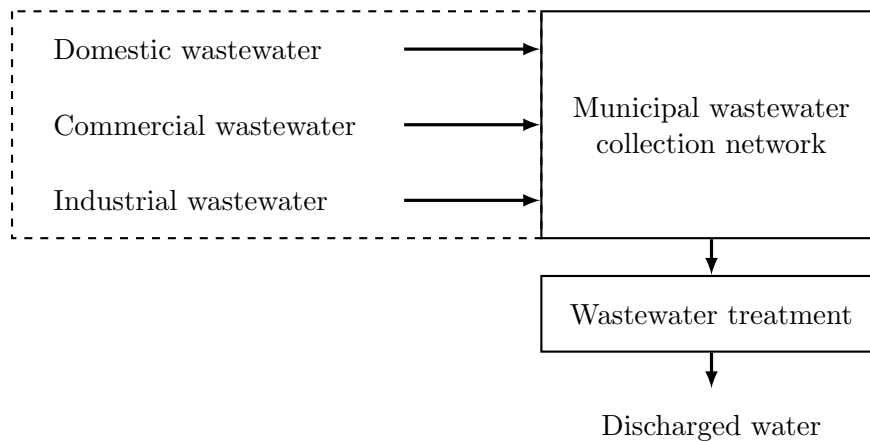 Domestic wastewater
Commercial wastewater
Industrial wastewater
Municipal wastewater
collection network
Wastewater treatment
Discharged water